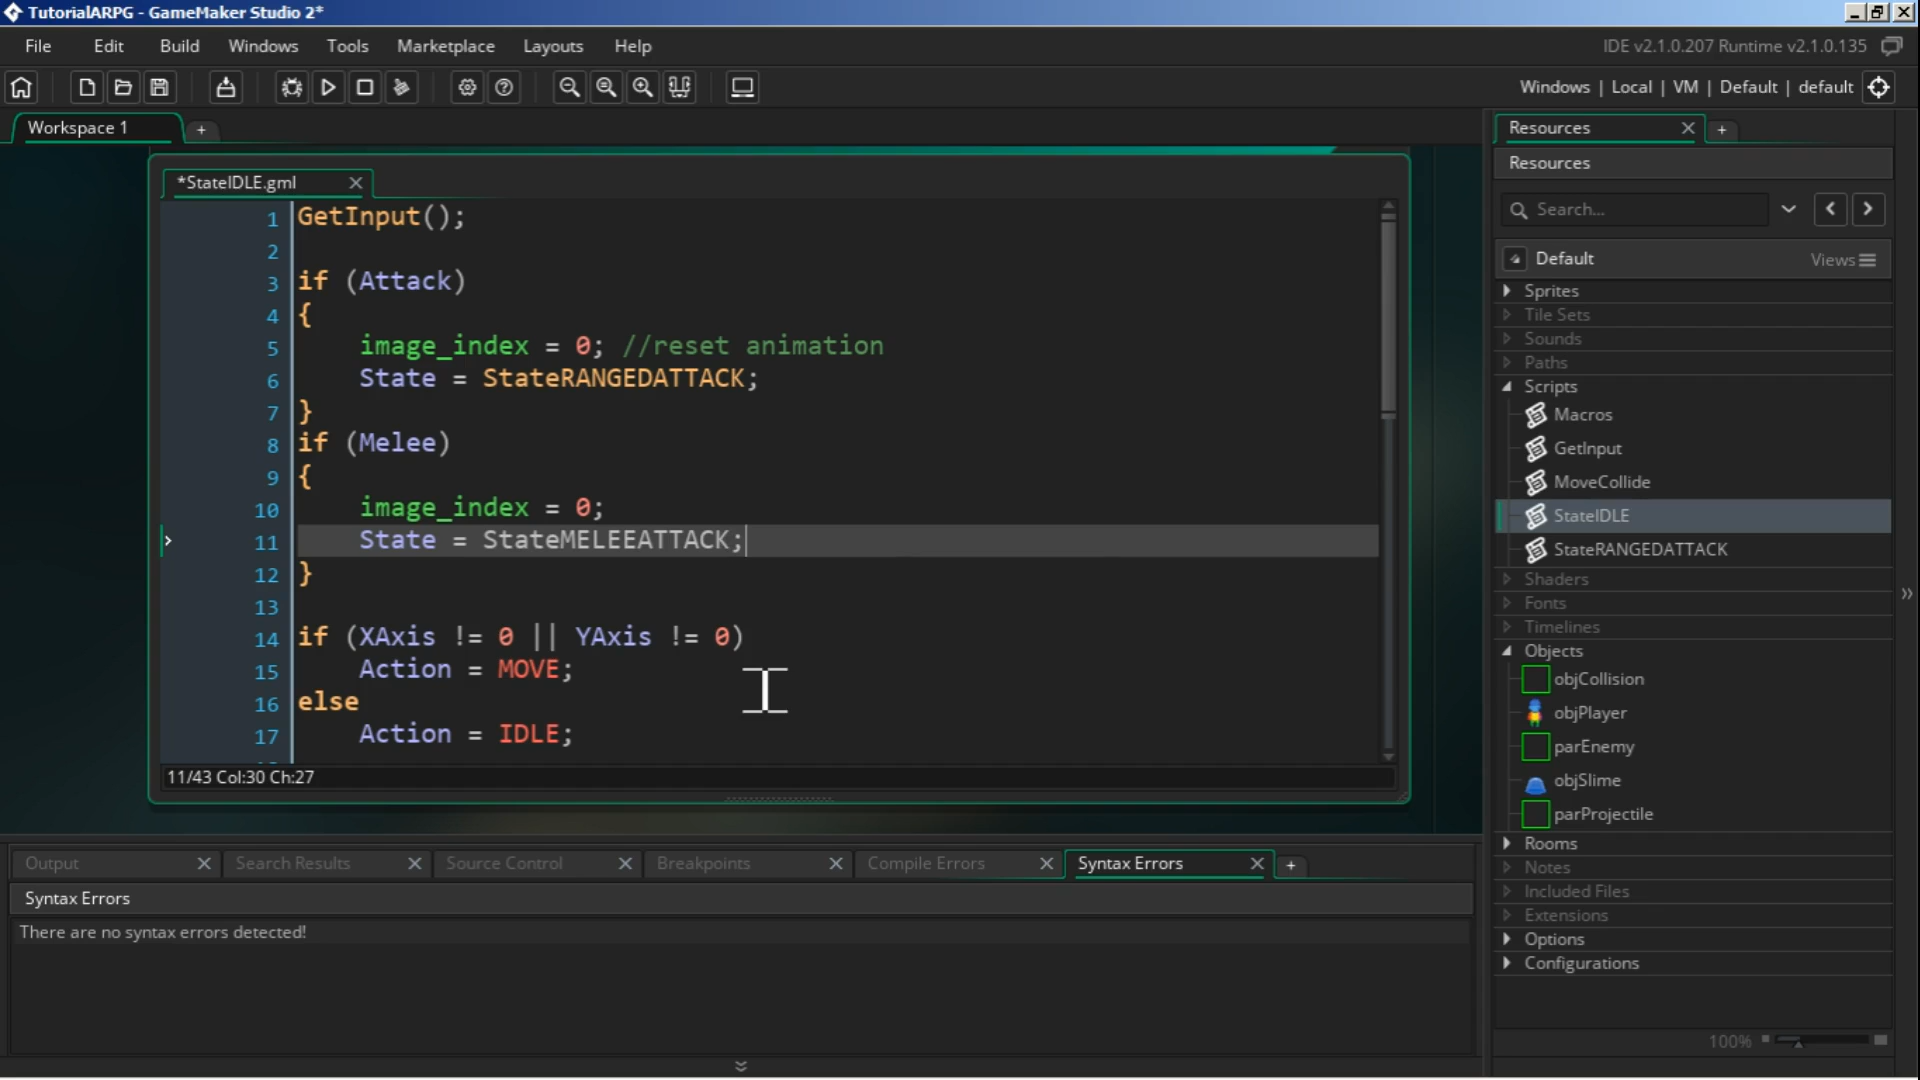 TutorialARPG - GameMaker Studio 2*
File Edit Build Windows Tools Marketplace Layouts Help
IDE v2.1.0.207 Runtime v2.1.0.135
Windows | Local | VM | Default | default
Workspace 1
*StateIDLE.gml
1 GetInput();
2
3 if (Attack)
4 {
5 image_index = 0; //reset animation
6 State = StateRANGEDATTACK;
7 }
8 if (Melee)
9 {
10 image_index = 0;
11 State = StateMELEEATTACK;
12 }
13
14 if (XAxis != 0 || YAxis != 0)
15 Action = MOVE;
16 else
17 Action = IDLE;
11/43 Col:30 Ch:27
Output Search Results Source Control Breakpoints Compile Errors Syntax Errors
Syntax Errors
There are no syntax errors detected!
Resources
Resources
Search...
Default Views
Sprites
Tile Sets
Sounds
Paths
Scripts
Macros
GetInput
MoveCollide
StateIDLE
StateRANGEDATTACK
Shaders
Fonts
Timelines
Objects
objCollision
objPlayer
parEnemy
objSlime
parProjectile
Rooms
Notes
Included Files
Extensions
Options
Configurations
100%